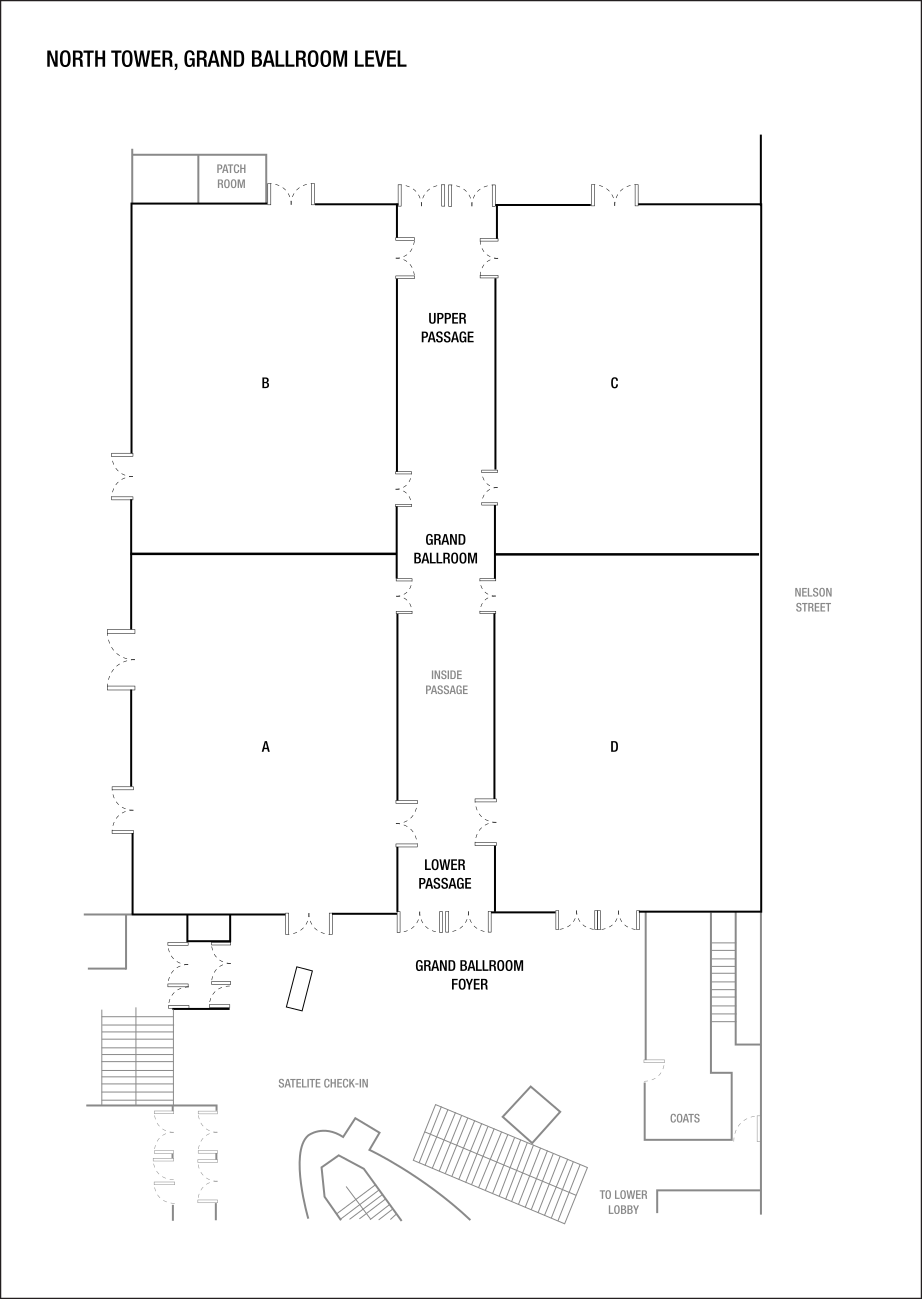 NORTH TOWER, GRAND BALLROOM LEVEL
PATCH
ROOM
UPPER
PASSAGE
B
C
GRAND
BALLROOM
NELSON
STREET
INSIDE
PASSAGE
A
D
LOWER
PASSAGE
GRAND BALLROOM
FOYER
SATELITE CHECK-IN
COATS
TO LOWER
LOBBY